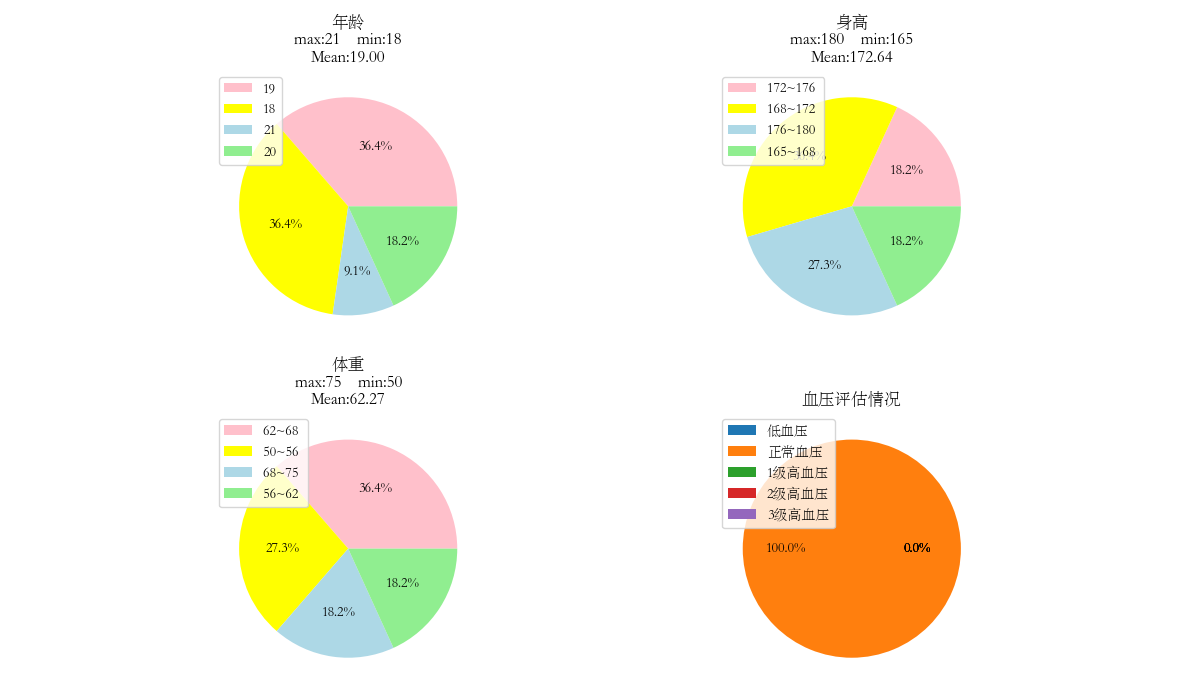 年龄
max:21 min:18
Mean:19.00
19
18
21
20
36.4%
36.4%
9.1%
18.2%
身高
max:180 min:165
Mean:172.64
172~176
168~172
176~180
165~168
18.2%
27.3%
18.2%
体重
max:75 min:50
Mean:62.27
62~68
50~56
68~75
56~62
36.4%
27.3%
18.2%
18.2%
血压评估情况
低血压
正常血压
1级高血压
2级高血压
3级高血压
100.0%
0.0%